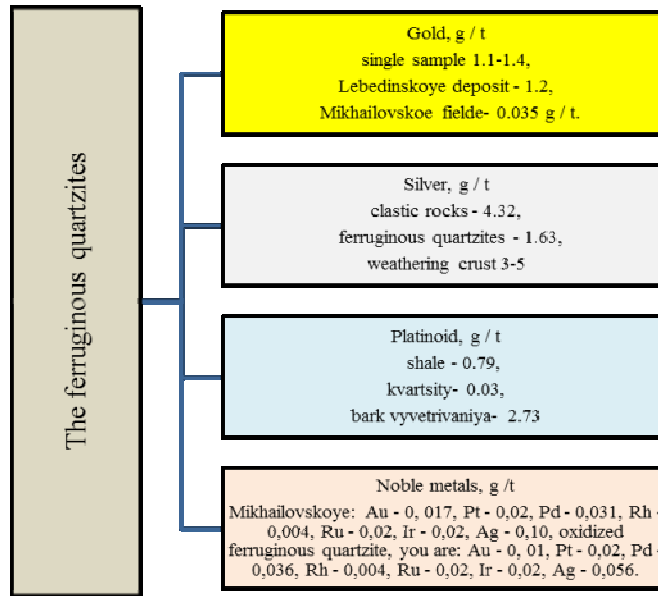 The ferruginous quartzites
Gold, g / t
single sample 1.1-1.4,
Lebedinskoye deposit - 1.2,
Mikhailovskoe fielde- 0.035 g / t.
Silver, g / t
clastic rocks - 4.32,
ferruginous quartzites - 1.63,
weathering crust 3-5
Platinoid, g / t
shale - 0.79,
kvartsity- 0.03,
bark vyvetrivaniya- 2.73
Noble metals, g /t
Mikhailovskoye: Au - 0, 017, Pt - 0,02, Pd - 0,031, Rh -
0,004, Ru - 0,02, Ir - 0,02, Ag - 0,10, oxidized
ferruginous quartzite, you are: Au - 0, 01, Pt - 0,02, Pd -
0,036, Rh - 0,004, Ru - 0,02, Ir - 0,02, Ag - 0,056.